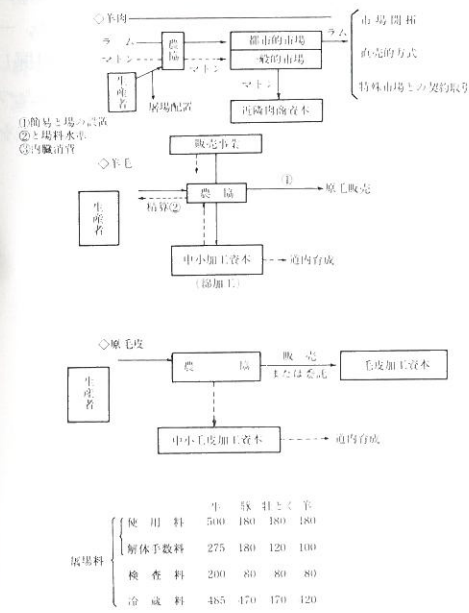 ◇羊肉
ラム
マトン
農協
都市的市場
一般的市場
ラム
市場開拓
直売的方式
特殊市場との契約取引
マトン
マトン
生産者
屠場配置
近隣肉商資本
①簡易と場の設置
②と場料水準
③内臓消費
◇羊毛
販売事業
生産者
農協
①
原毛販売
精算②
中小加工資本
道内育成
(委加工)
◇原毛皮
生産者
農協
販売
または委託
毛皮加工資本
中小毛皮加工資本
道内育成
牛 豚 牡とく 羊
屠場料
使用料 500 180 180 180
解体手数料 275 180 120 100
検査料 200 80 80 80
冷蔵料 485 470 170 120